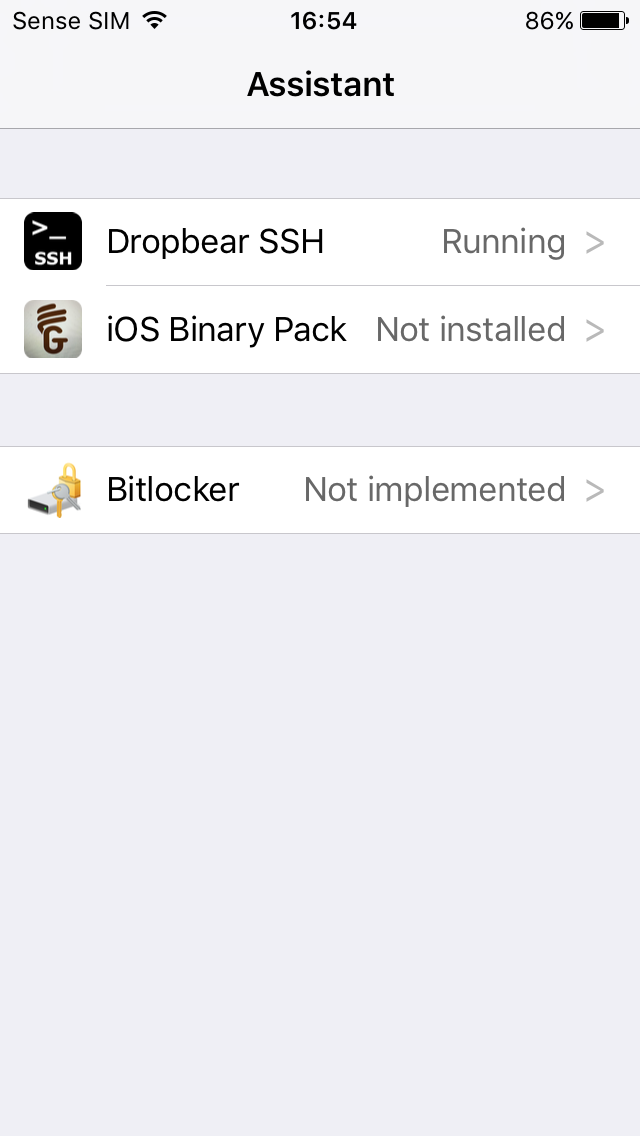 Sense SIM 16:54 86%
Assistant
>_ SSH
Dropbear SSH Running >
G
iOS Binary Pack Not installed >
Bitlocker Not implemented >